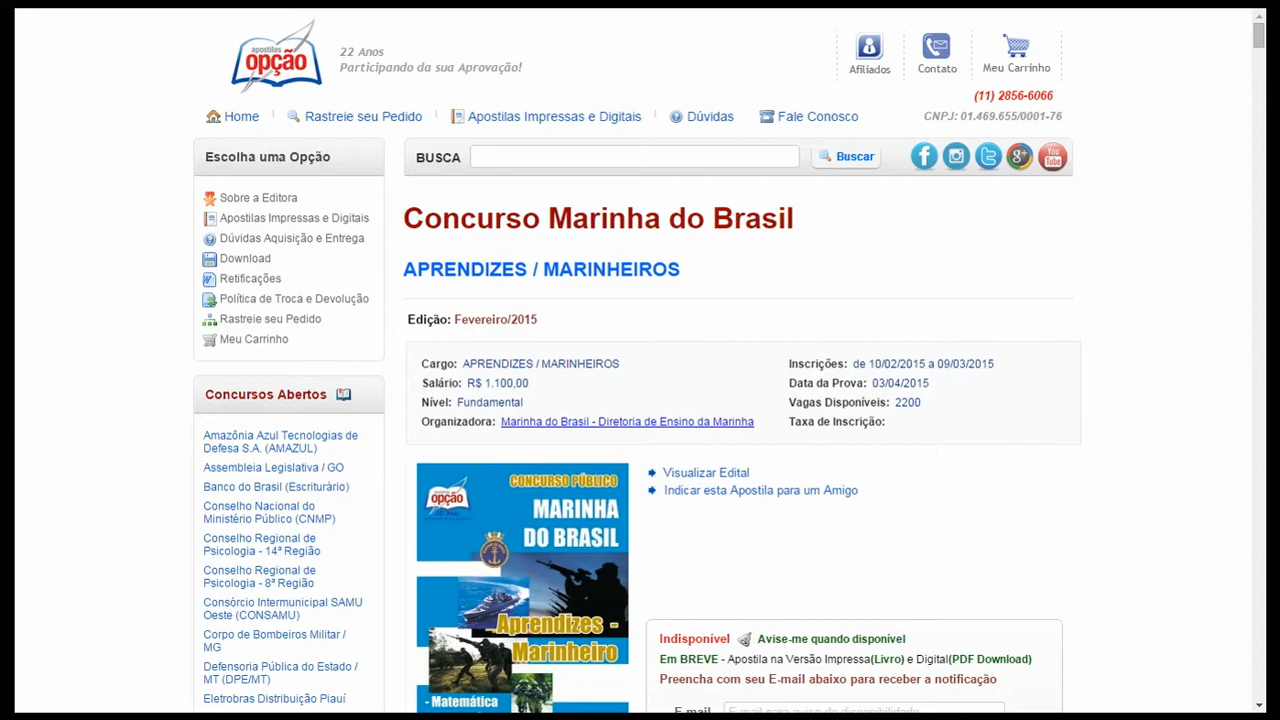 apostilas
opção
22 Anos
Participando da sua Aprovação!
Afiliados
Contato
Meu Carrinho
(11) 2856-6066
Home
Rastreie seu Pedido
Apostilas Impressas e Digitais
Dúvidas
Fale Conosco
CNPJ: 01.469.655/0001-76
Escolha uma Opção
Sobre a Editora
Apostilas Impressas e Digitais
Dúvidas Aquisição e Entrega
Download
Retificações
Política de Troca e Devolução
Rastreie seu Pedido
Meu Carrinho
Concursos Abertos
Amazônia Azul Tecnologias de
Defesa S.A. (AMAZUL)
Assembleia Legislativa / GO
Banco do Brasil (Escriturário)
Conselho Nacional do
Ministério Público (CNMP)
Conselho Regional de
Psicologia - 14ª Região
Conselho Regional de
Psicologia - 8ª Região
Consórcio Intermunicipal SAMU
Oeste (CONSAMU)
Corpo de Bombeiros Militar /
MG
Defensoria Pública do Estado /
MT (DPE/MT)
Eletrobras Distribuição Piauí
BUSCA
Buscar
You
Tube
Concurso Marinha do Brasil
APRENDIZES / MARINHEIROS
Edição: Fevereiro/2015
Cargo: APRENDIZES / MARINHEIROS
Salário: R$ 1.100,00
Nível: Fundamental
Organizadora: Marinha do Brasil - Diretoria de Ensino da Marinha
Inscrições: de 10/02/2015 a 09/03/2015
Data da Prova: 03/04/2015
Vagas Disponíveis: 2200
Taxa de Inscrição:
CONCURSO PÚBLICO
opção
MARINHA
DO BRASIL
Aprendizes -
Marinheiro
- Matemática
Visualizar Edital
Indicar esta Apostila para um Amigo
Indisponível Avise-me quando disponível
Em BREVE - Apostila na Versão Impressa(Livro) e Digital(PDF Download)
Preencha com seu E-mail abaixo para receber a notificação
E-mail E-mail para aviso de disponibilidade